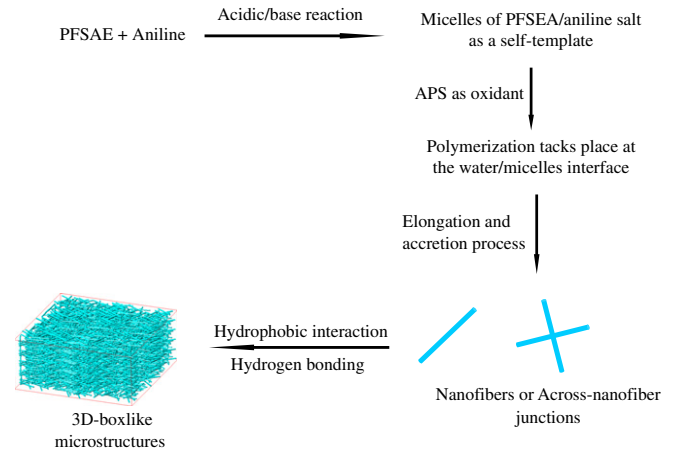 PFSAE + Aniline
Acidic/base reaction
Micelles of PFSEA/aniline salt
as a self-template
APS as oxidant
Polymerization tacks place at
the water/micelles interface
Elongation and
accretion process
Nanofibers or Across-nanofiber
junctions
Hydrophobic interaction
Hydrogen bonding
3D-boxlike
microstructures